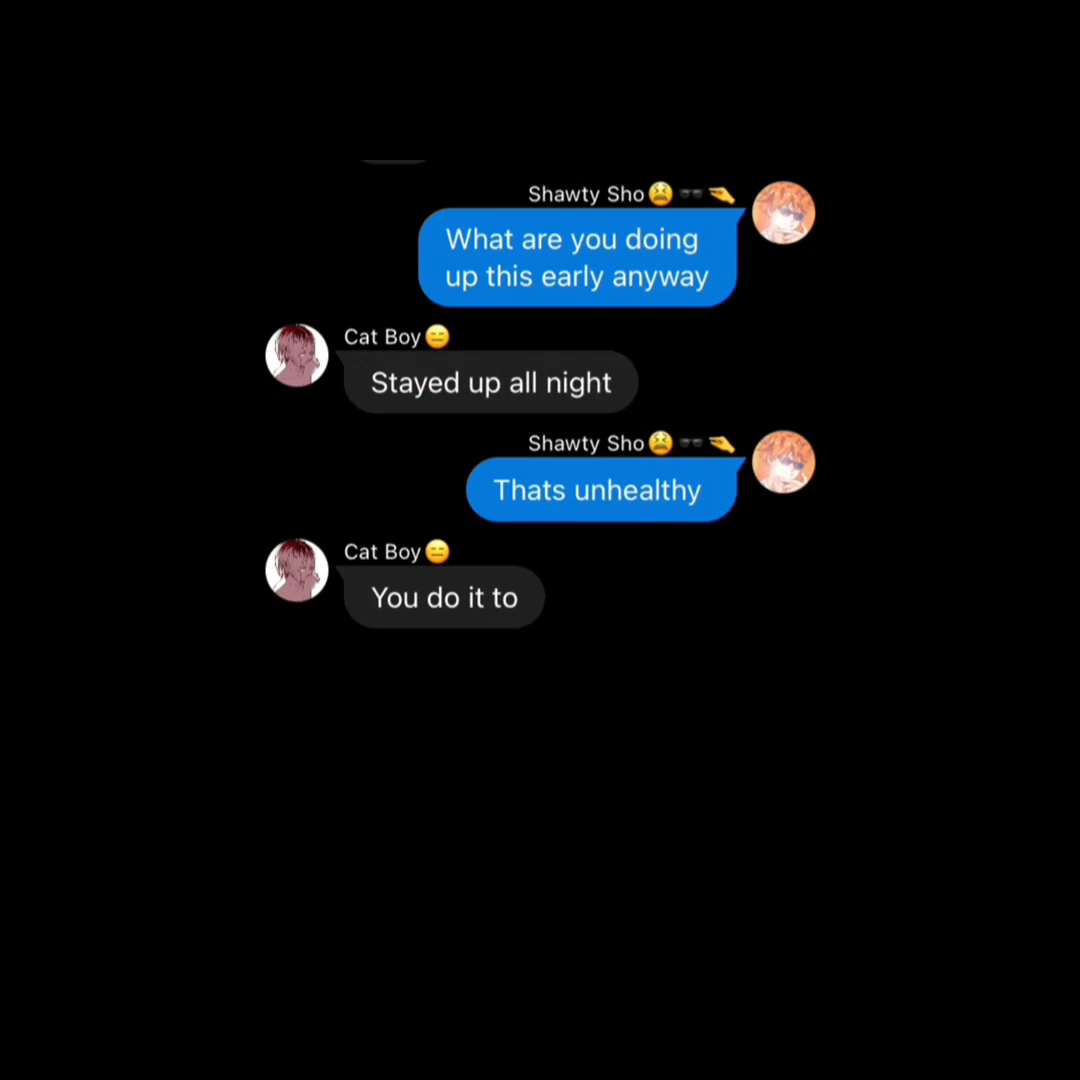 Shawty Sho😫🕶️🫴
What are you doing
up this early anyway
Cat Boy😑
Stayed up all night
Shawty Sho😫🕶️🫴
Thats unhealthy
Cat Boy😑
You do it to